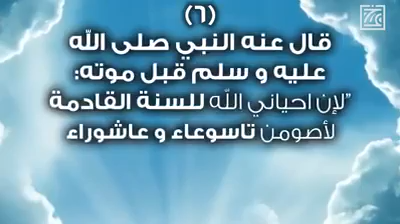 (٦)
قال عنه النبي صلى الله
عليه و سلم قبل موته:
"لإن احياني الله للسنة القادمة
لأصومن تاسوعاء و عاشوراء